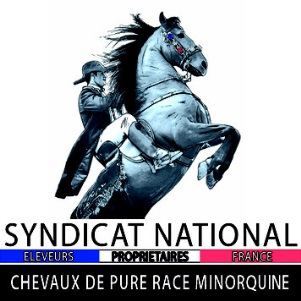 SYNDICAT NATIONAL
ELEVEURS PROPRIETAIRES FRANCE
CHEVAUX DE PURE RACE MINORQUINE